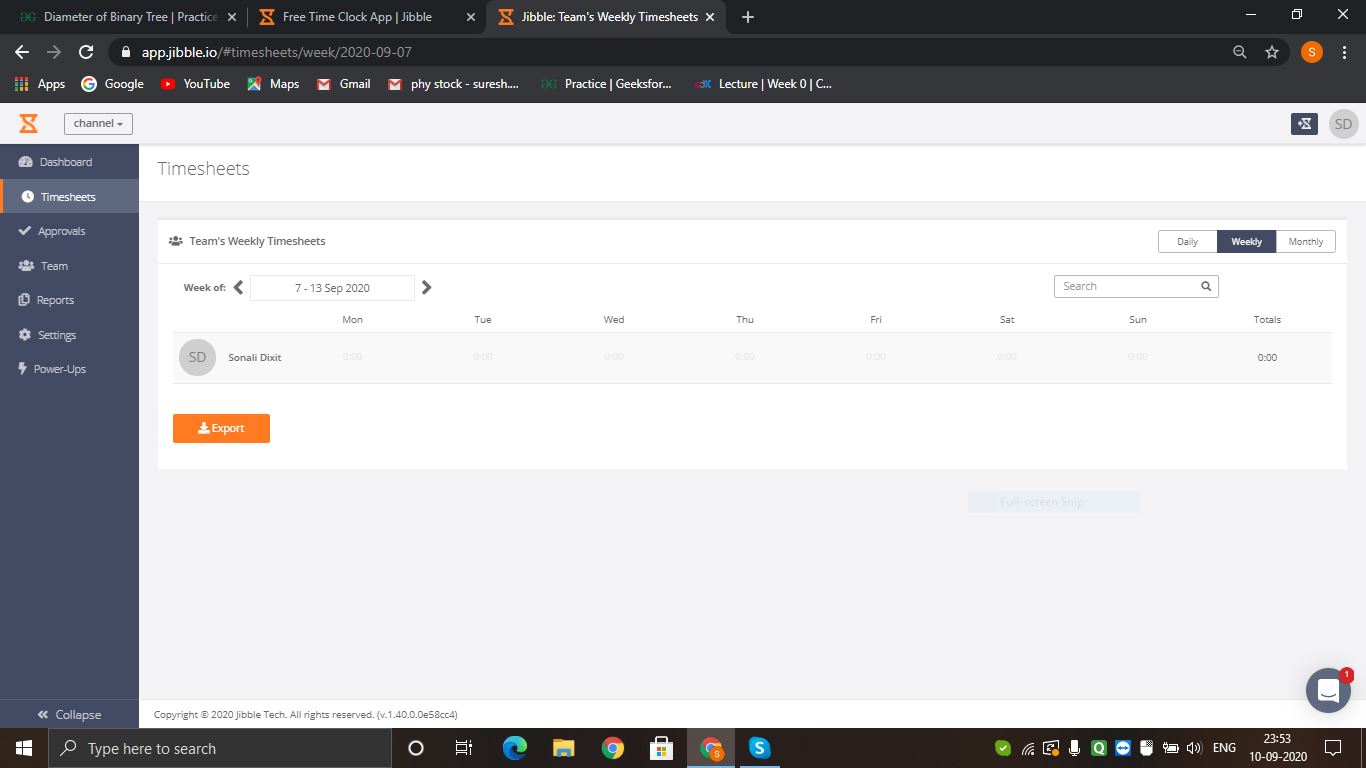 Diameter of Binary Tree | Practice
Free Time Clock App | Jibble
Jibble: Team's Weekly Timesheets
app.jibble.io/#timesheets/week/2020-09-07
S
Apps
Google
YouTube
Maps
Gmail
phy stock - suresh....
Practice | Geeksfor...
Lecture | Week 0 | C...
channel
SD
Dashboard
Timesheets
Approvals
Team
Reports
Settings
Power-Ups
Collapse
Timesheets
Team's Weekly Timesheets
Daily Weekly Monthly
Week of: 7 - 13 Sep 2020
Search
Mon Tue Wed Thu Fri Sat Sun Totals
SD Sonali Dixit 0:00 0:00 0:00 0:00 0:00 0:00 0:00 0:00
Export
Full-screen Snip
1
Copyright © 2020 Jibble Tech. All rights reserved. (v.1.40.0.0e58cc4)
Type here to search
ENG
23:53
10-09-2020